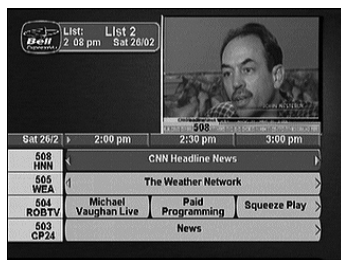 Bell
ExpressVu
List: List 2
2 08 pm Sat 26/02
508
Sat 26/2 2:00 pm 2:30 pm 3:00 pm
508 HNN CNN Headline News
505 WEA The Weather Network
504 ROBTV Michael Vaughan Live Paid Programming Squeeze Play
503 CP24 News